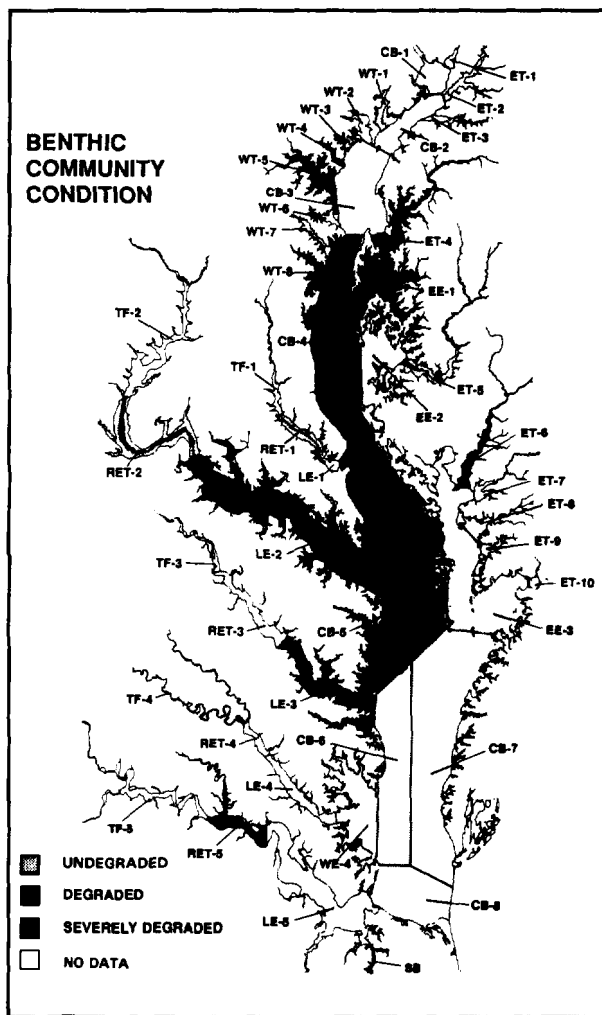 BENTHIC
COMMUNITY
CONDITION
CB-1
WT-1
ET-1
WT-2
ET-2
WT-3
ET-3
WT-4
CB-2
WT-5
CB-3
WT-6
WT-7
ET-4
WT-8
EE-1
TF-2
CB-4
TF-1
ET-5
EE-2
RET-1
ET-6
RET-2
LE-1
ET-7
ET-8
LE-2
ET-9
TF-3
ET-10
RET-3
CB-5
EE-3
TF-4
LE-3
RET-4
CB-6
CB-7
LE-4
TF-5
RET-5
WE-4
LE-5
CB-8
SB
UNDEGRADED
DEGRADED
SEVERELY DEGRADED
NO DATA